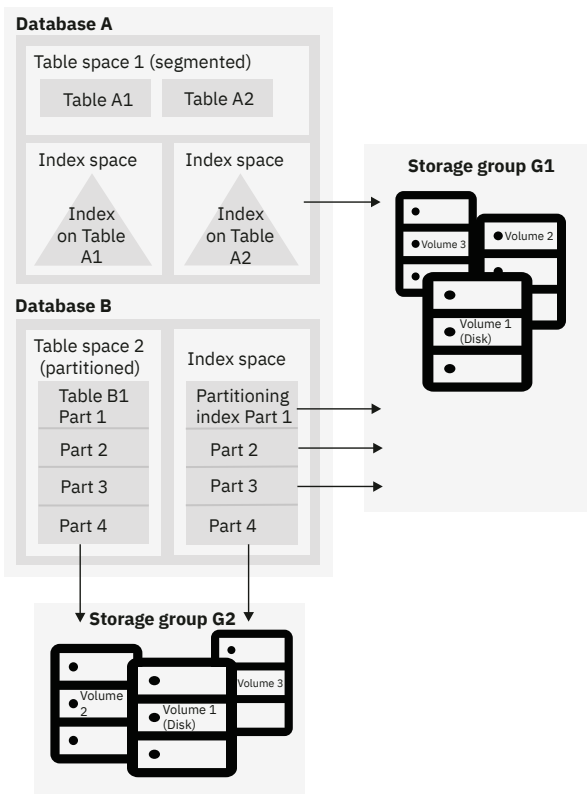 Database A
Table space 1 (segmented)
Table A1
Table A2
Index space
Index
on Table
A1
Index space
Index
on Table
A2
Storage group G1
Volume 3
Volume 2
Volume 1
(Disk)
Database B
Table space 2
(partitioned)
Table B1
Part 1
Part 2
Part 3
Part 4
Index space
Partitioning
index Part 1
Part 2
Part 3
Part 4
Storage group G2
Volume
2
Volume 1
(Disk)
Volume 3